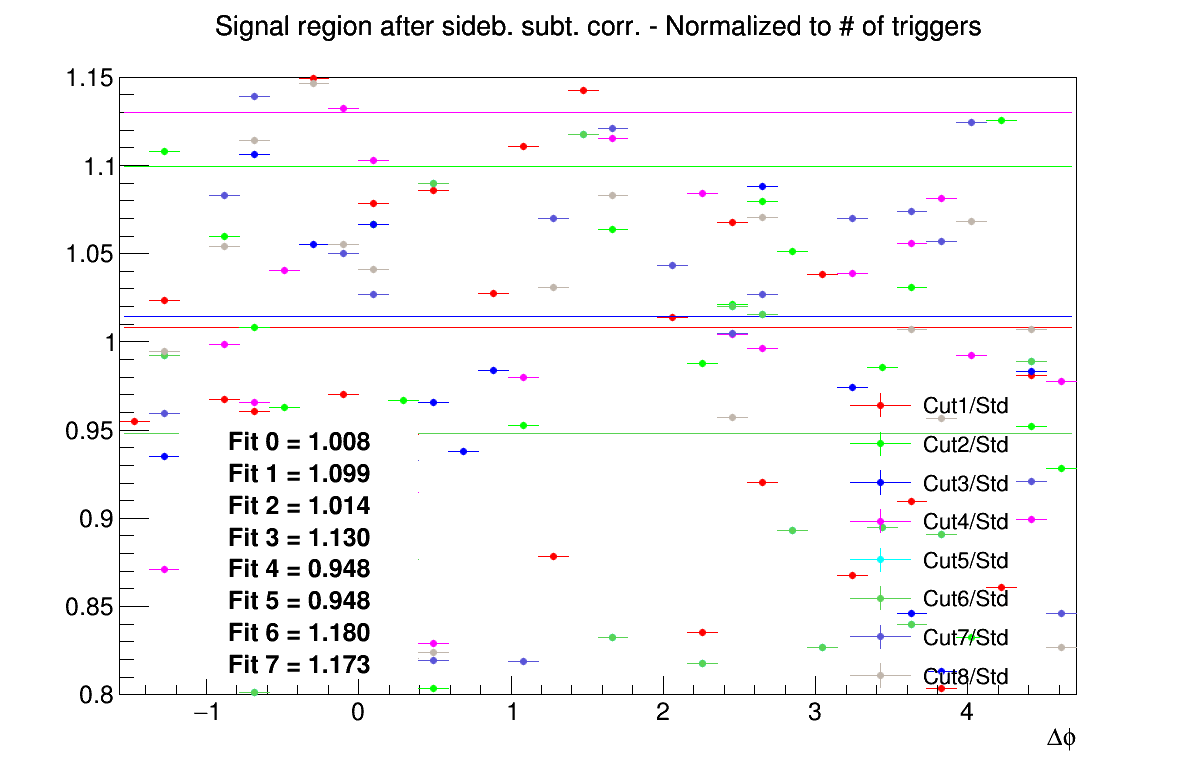 Signal region after sideb. subt. corr. - Normalized to # of triggers
1.15
1.1
1.05
1
0.95
0.9
0.85
0.8
Fit 0 = 1.008
Fit 1 = 1.099
Fit 2 = 1.014
Fit 3 = 1.130
Fit 4 = 0.948
Fit 5 = 0.948
Fit 6 = 1.180
Fit 7 = 1.173
Cut1/Std
Cut2/Std
Cut3/Std
Cut4/Std
Cut5/Std
Cut6/Std
Cut7/Std
Cut8/Std
−1 0 1 2 3 4
Δϕ